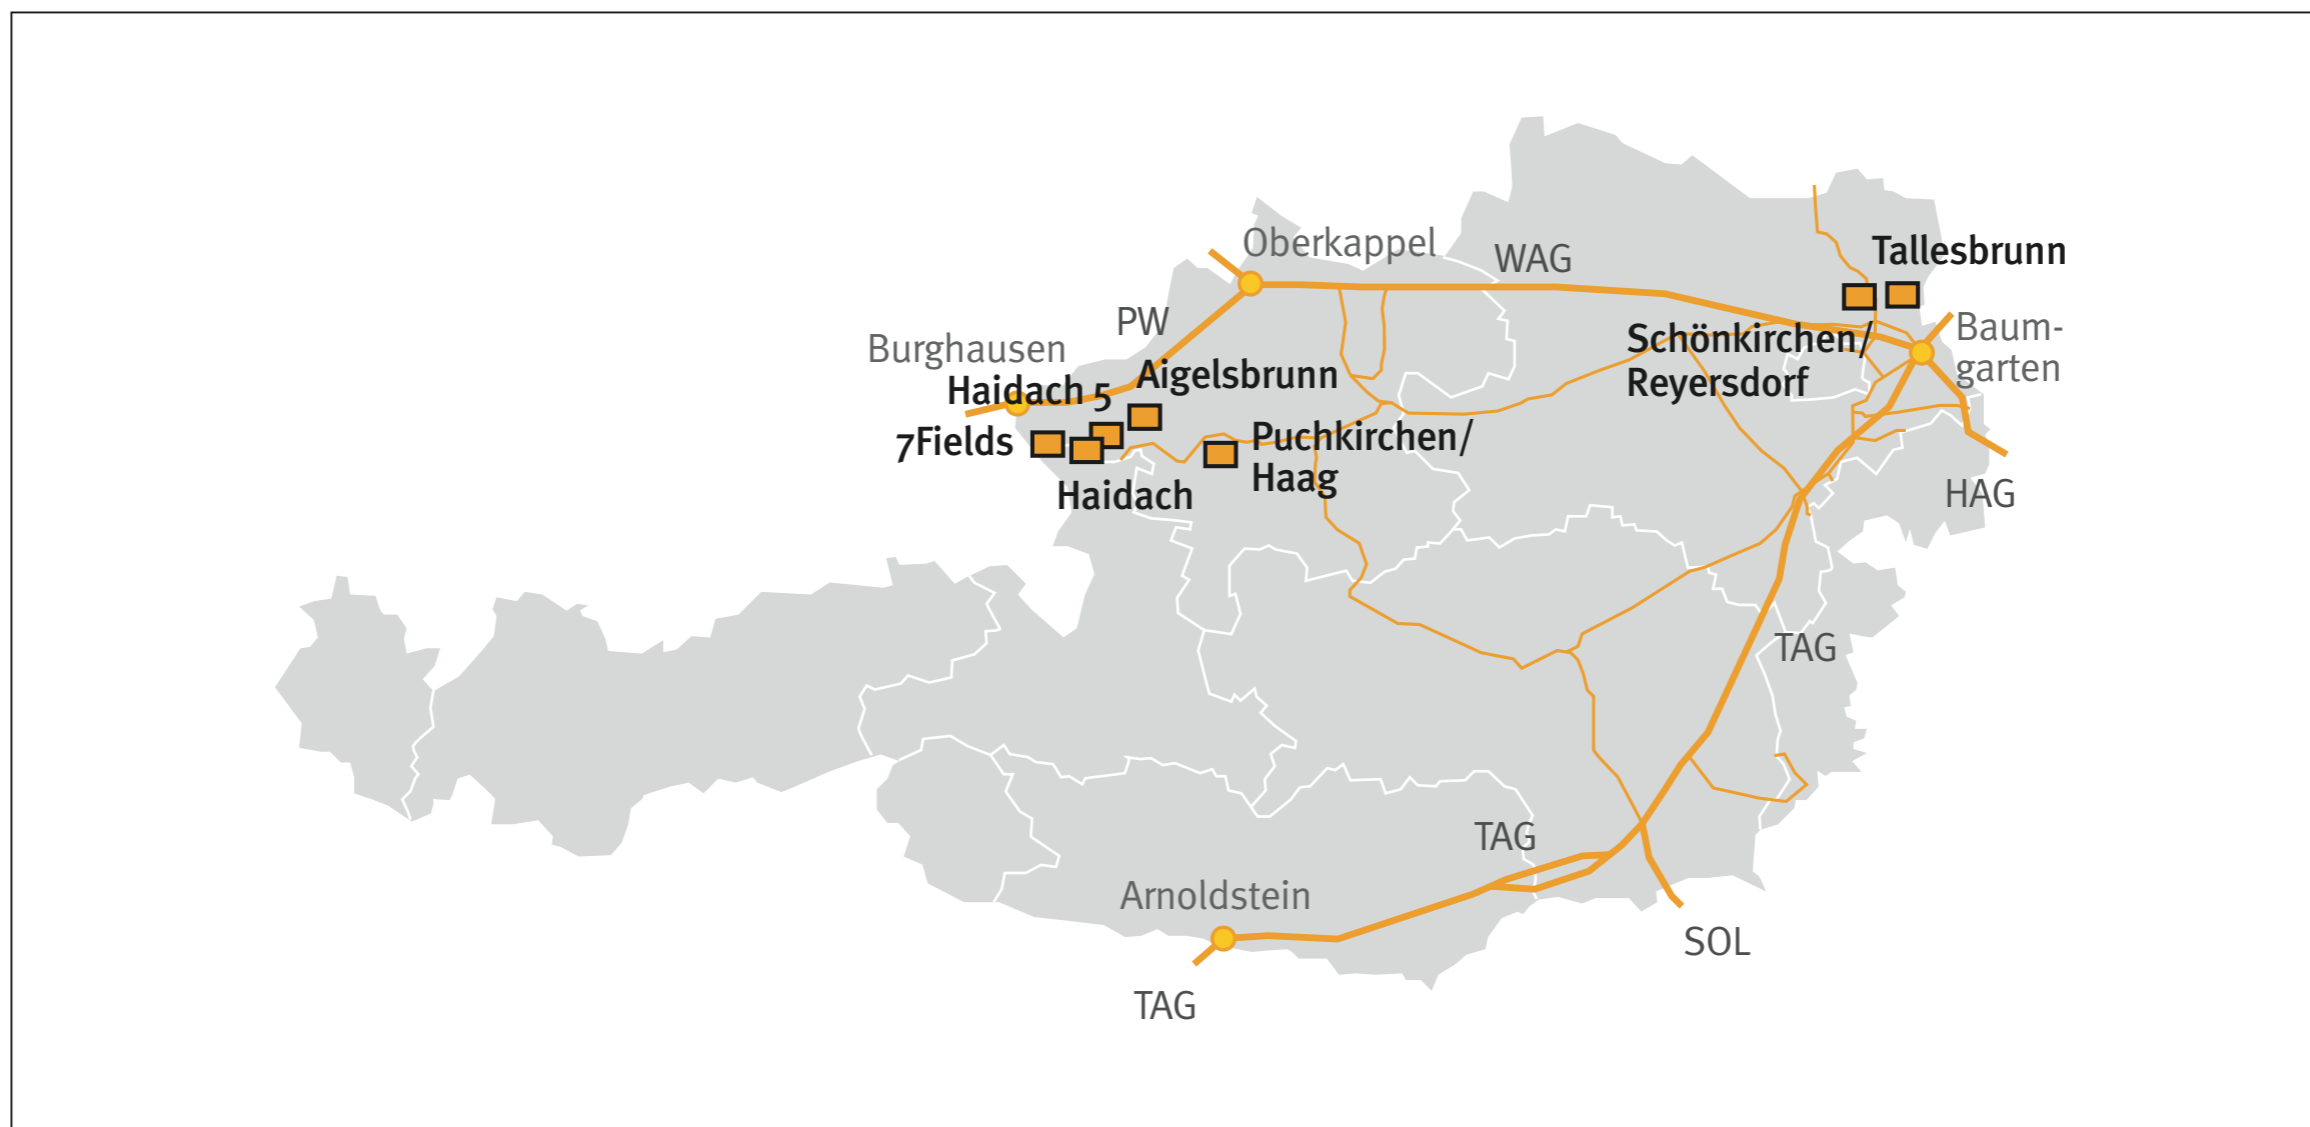 Oberkappel
WAG
Tallesbrunn
PW
Burghausen
Schönkirchen/
Reyersdorf
Baum-
garten
Haidach 5
Aigelsbrunn
7Fields
Puchkirchen/
Haag
Haidach
HAG
TAG
TAG
Arnoldstein
SOL
TAG